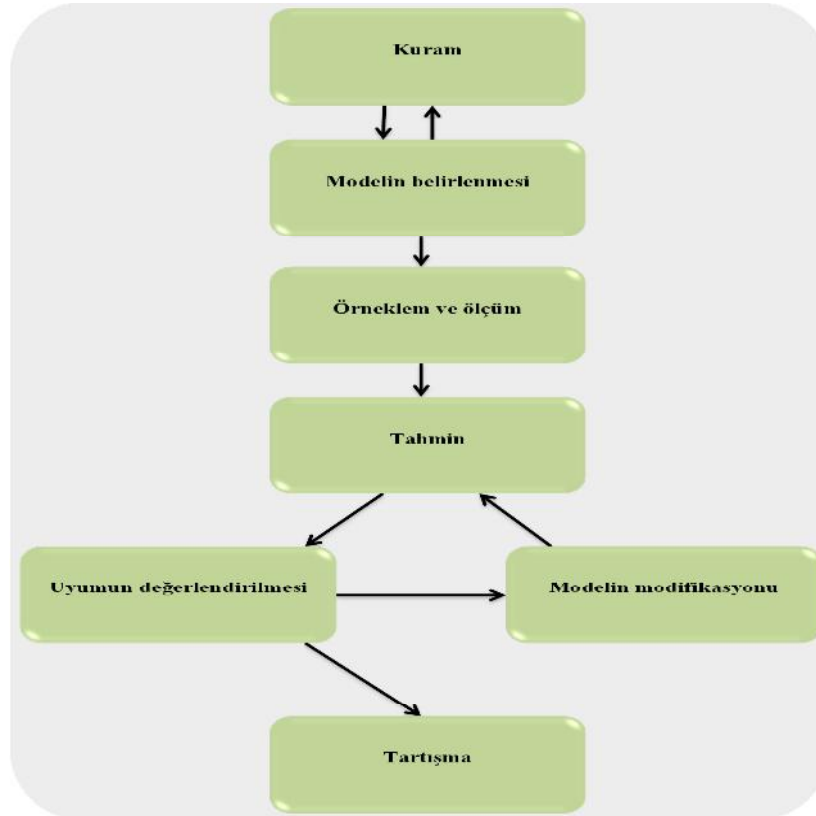 Kuram
Modelin belirlenmesi
Örneklem ve ölçüm
Tahmin
Uyumun değerlendirilmesi
Modelin modifikasyonu
Tartışma